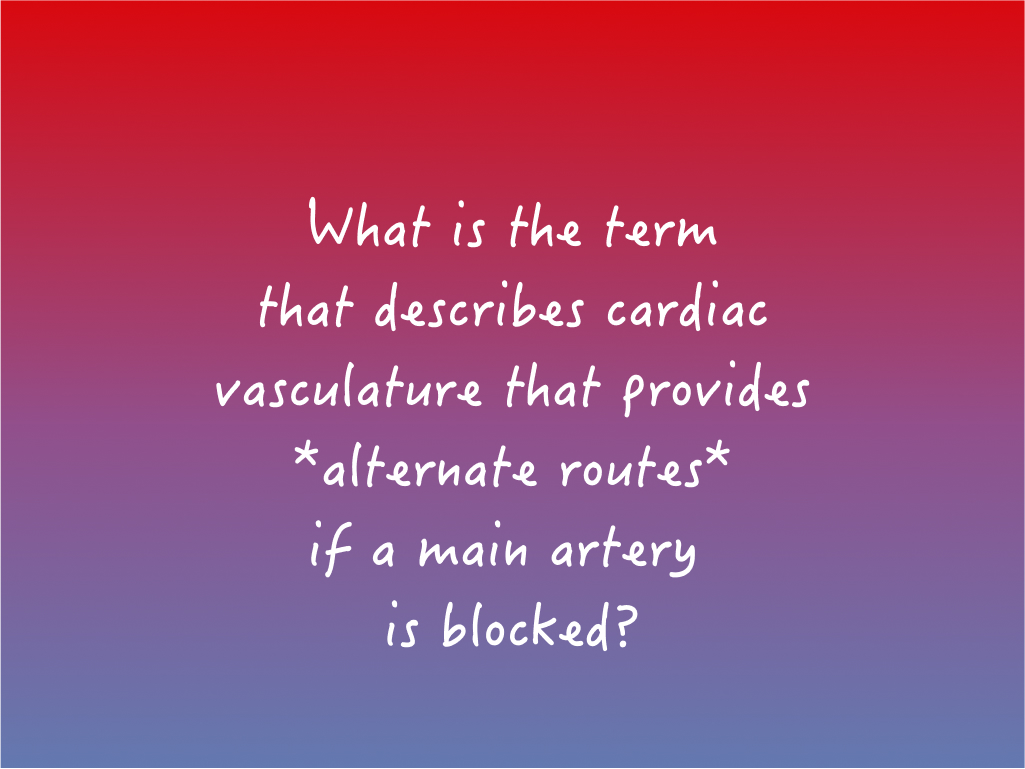 What is the term
that describes cardiac
vasculature that provides
*alternate routes*
if a main artery
is blocked?